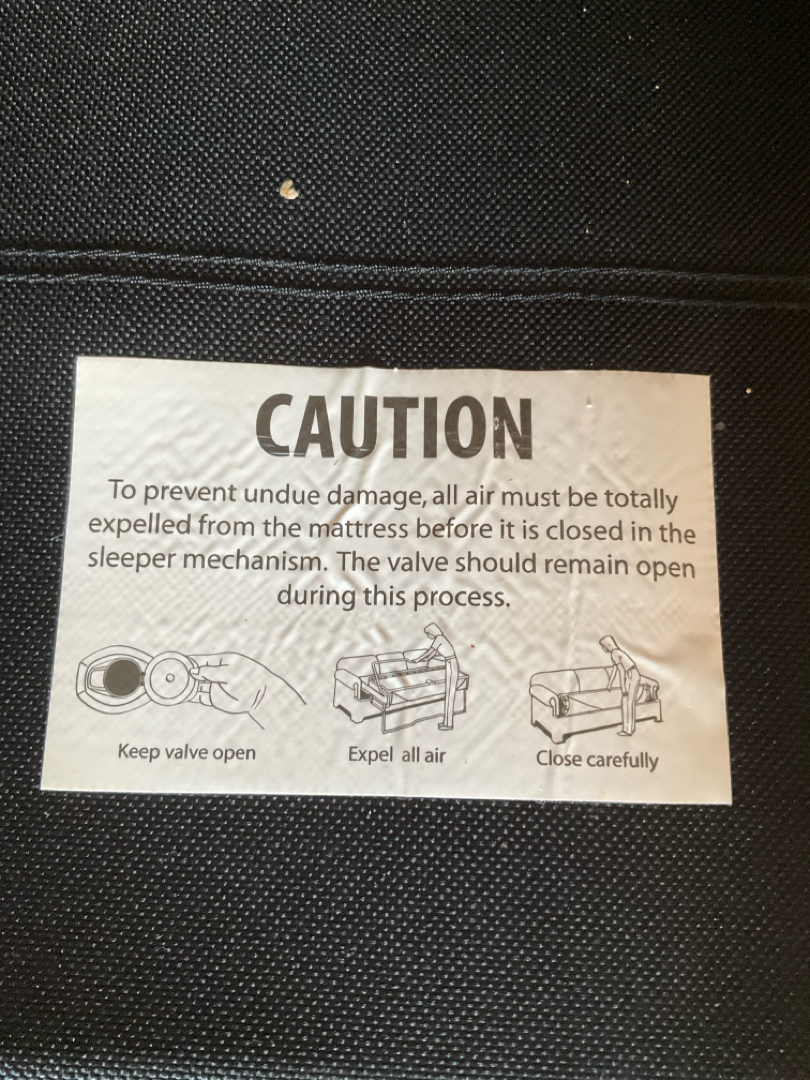 CAUTION
To prevent undue damage, all air must be totally
expelled from the mattress before it is closed in the
sleeper mechanism. The valve should remain open
during this process.
Keep valve open
Expel all air
Close carefully